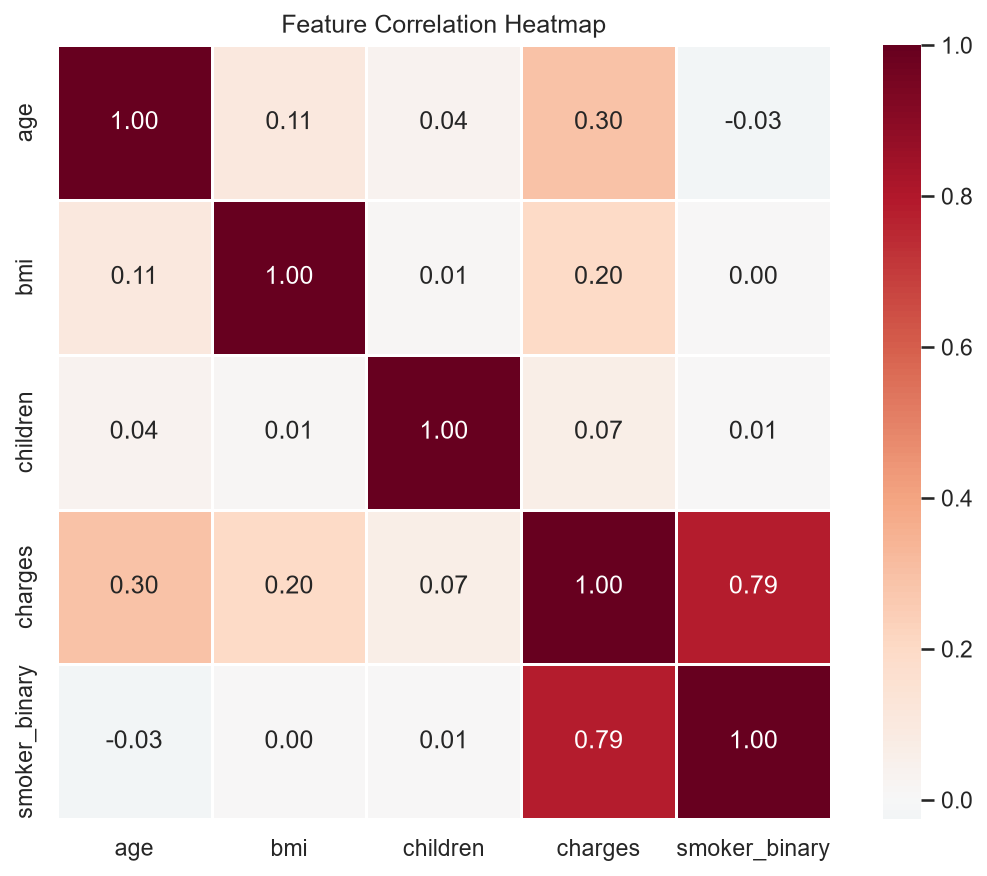 Feature Correlation Heatmap
age 1.00 0.11 0.04 0.30 -0.03
bmi 0.11 1.00 0.01 0.20 0.00
children 0.04 0.01 1.00 0.07 0.01
charges 0.30 0.20 0.07 1.00 0.79
smoker_binary -0.03 0.00 0.01 0.79 1.00
age bmi children charges smoker_binary
1.0
0.8
0.6
0.4
0.2
0.0